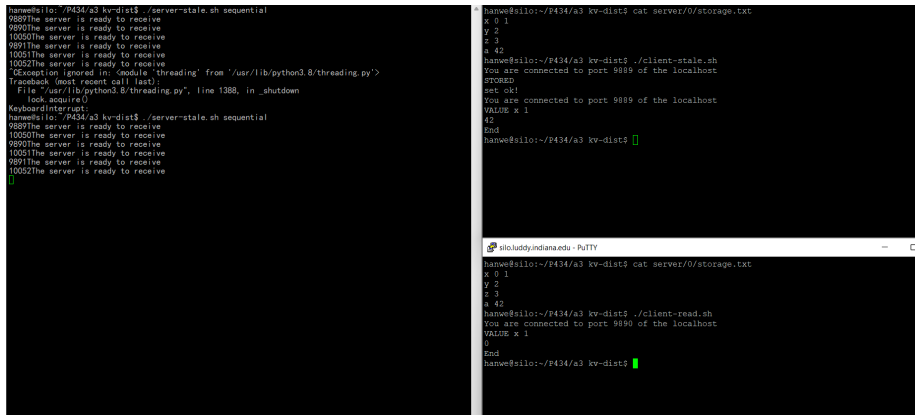 hanwe@silo:~/P434/a3 kv-dist$ ./server-stale.sh sequential
9889The server is ready to receive
9890The server is ready to receive
10050The server is ready to receive
9891The server is ready to receive
10051The server is ready to receive
10052The server is ready to receive
^CException ignored in: <module 'threading' from '/usr/lib/python3.8/threading.py'>
Traceback (most recent call last):
File "/usr/lib/python3.8/threading.py", line 1388, in _shutdown
lock.acquire()
KeyboardInterrupt:
hanwe@silo:~/P434/a3 kv-dist$ ./server-stale.sh sequential
9889The server is ready to receive
10050The server is ready to receive
9890The server is ready to receive
10051The server is ready to receive
9891The server is ready to receive
10052The server is ready to receive
hanwe@silo:~/P434/a3 kv-dist$ cat server/0/storage.txt
x 0 1
y 2
z 3
a 42
hanwe@silo:~/P434/a3 kv-dist$ ./client-stale.sh
You are connected to port 9889 of the localhost
STORED
set ok!
You are connected to port 9889 of the localhost
VALUE x 1
42
End
hanwe@silo:~/P434/a3 kv-dist$
silo.luddy.indiana.edu - PuTTY
hanwe@silo:~/P434/a3 kv-dist$ cat server/0/storage.txt
x 0 1
y 2
z 3
a 42
hanwe@silo:~/P434/a3 kv-dist$ ./client-read.sh
You are connected to port 9890 of the localhost
VALUE x 1
0
End
hanwe@silo:~/P434/a3 kv-dist$